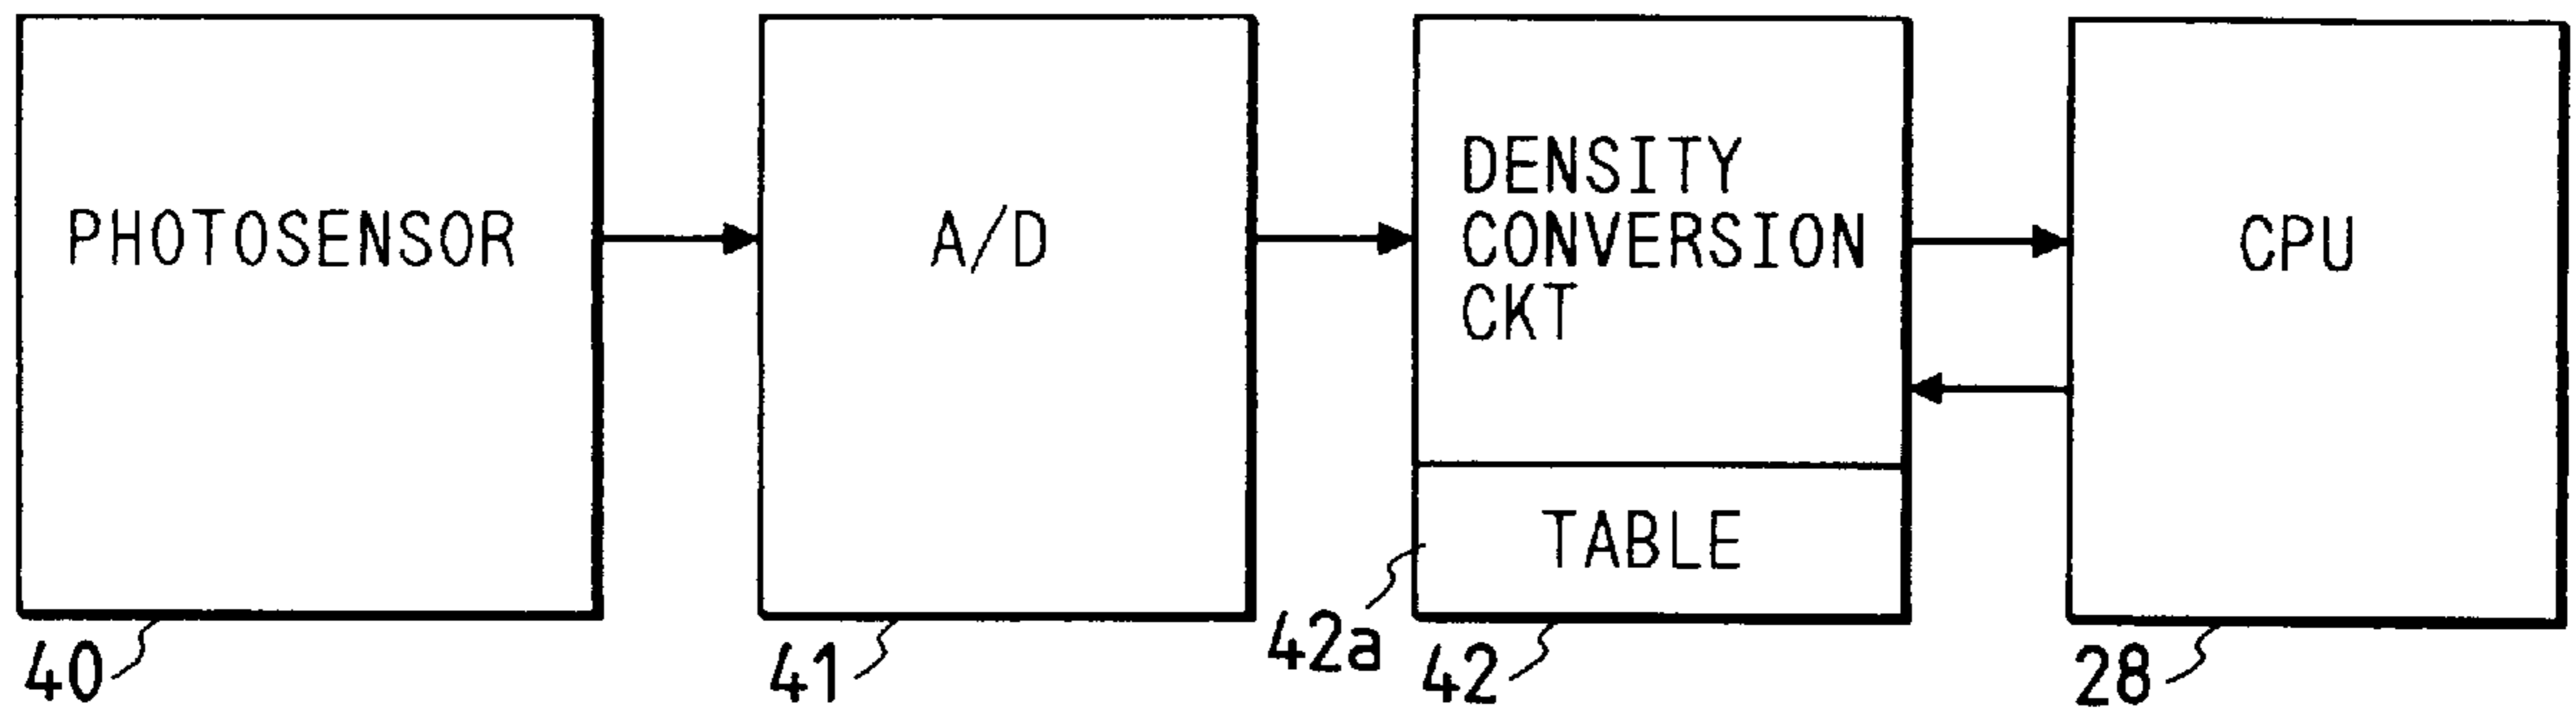 PHOTOSENSOR
A/D
DENSITY
CONVERSION
CKT
CPU
TABLE
40
41
42a
42
28